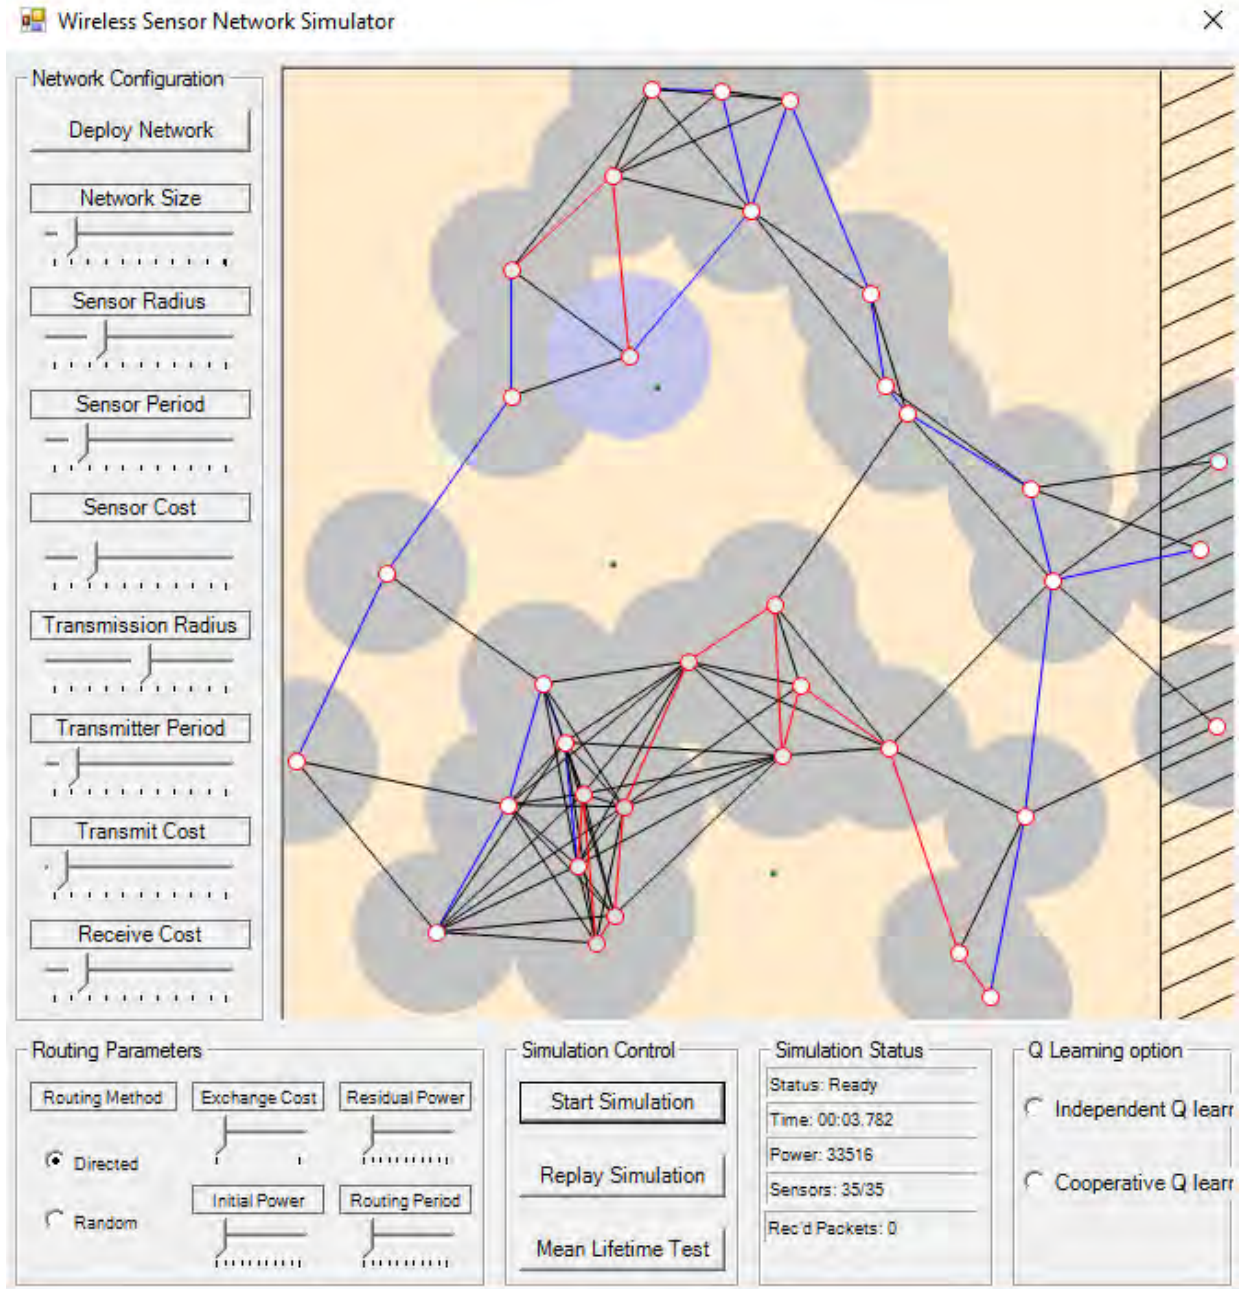 Wireless Sensor Network Simulator
Network Configuration
Deploy Network
Network Size
Sensor Radius
Sensor Period
Sensor Cost
Transmission Radius
Transmitter Period
Transmit Cost
Receive Cost
Routing Parameters
Routing Method
Exchange Cost
Residual Power
Directed
Random
Initial Power
Routing Period
Simulation Control
Start Simulation
Replay Simulation
Mean Lifetime Test
Simulation Status
Status: Ready
Time: 00:03.782
Power: 33516
Sensors: 35/35
Rec'd Packets: 0
Q Learning option
Independent Q learr
Cooperative Q learr